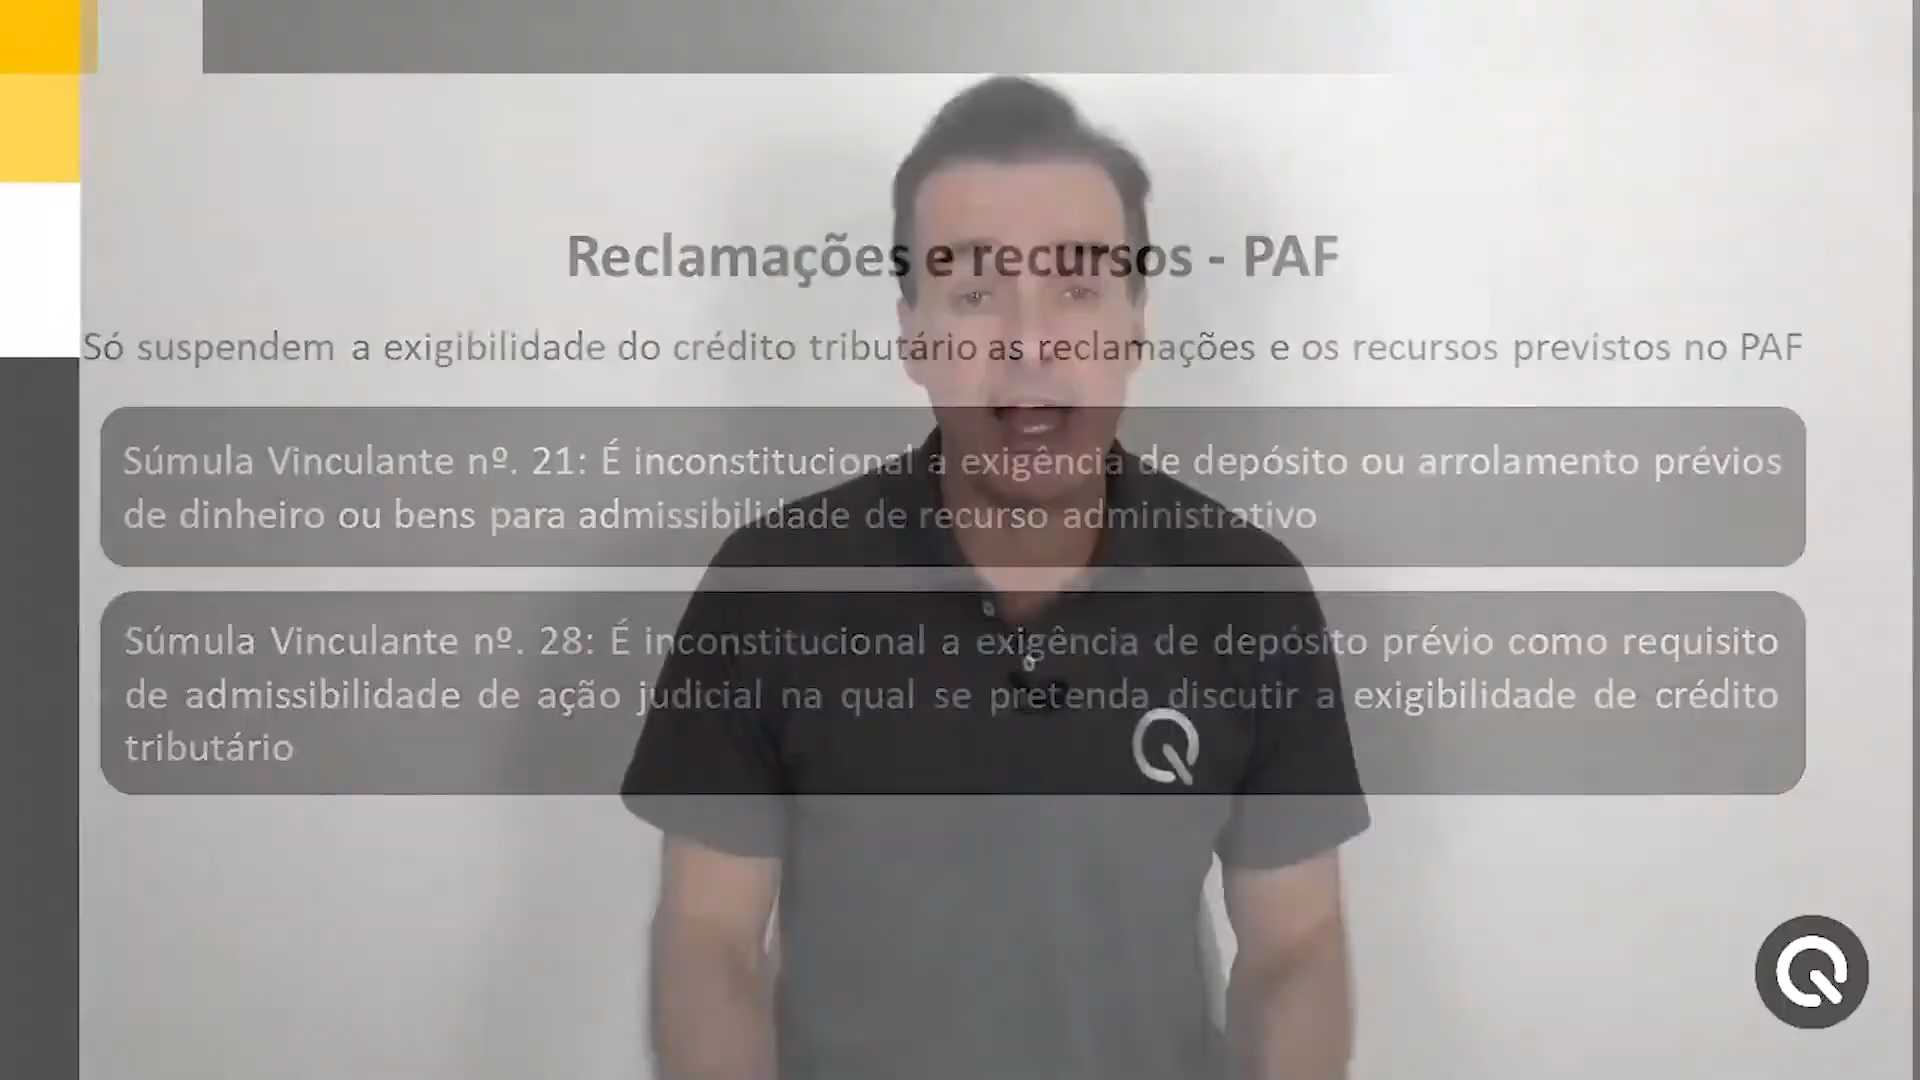 Reclamações e recursos - PAF
Só suspendem a exigibilidade do crédito tributário as reclamações e os recursos previstos no PAF
Súmula Vinculante nº. 21: É inconstitucional a exigência de depósito ou arrolamento prévios
de dinheiro ou bens para admissibilidade de recurso administrativo
Súmula Vinculante nº. 28: É inconstitucional a exigência de depósito prévio como requisito
de admissibilidade de ação judicial na qual se pretenda discutir a exigibilidade de crédito
tributário